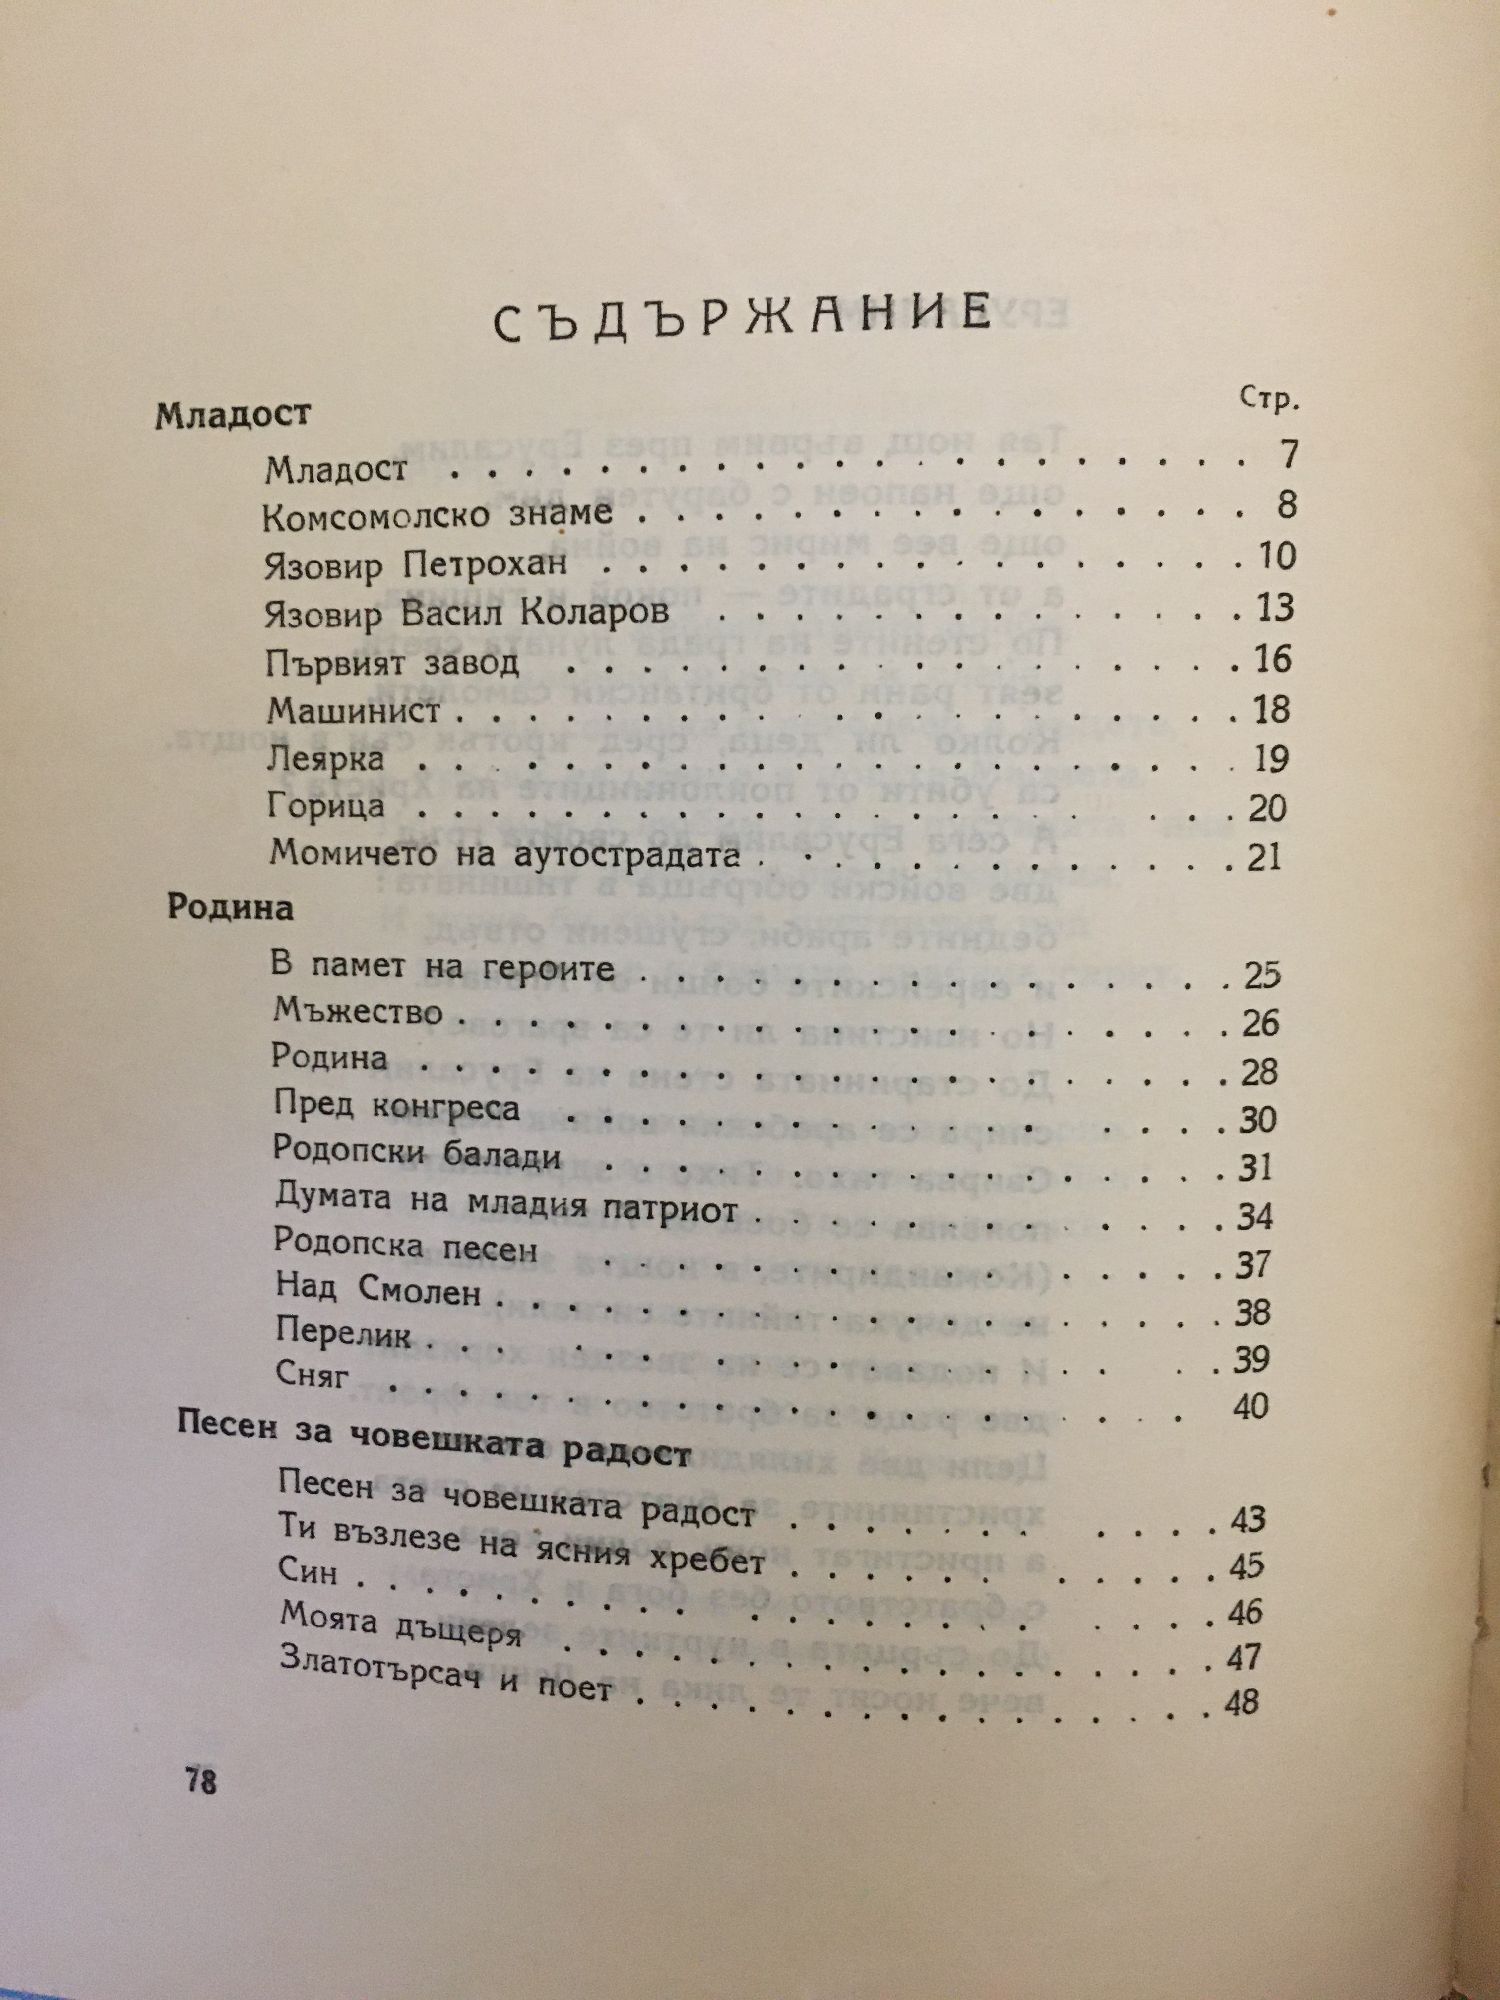 СЪДЪРЖАНИЕ
Стр.
Младост
Младост . . . . . . . . . . . . . . . . . . . . . . 7
Комсомолско знаме . . . . . . . . . . . . . . . . 8
Язовир Петрохан . . . . . . . . . . . . . . . . . 10
Язовир Васил Коларов . . . . . . . . . . . . . . 13
Първият завод . . . . . . . . . . . . . . . . . . 16
Машинист . . . . . . . . . . . . . . . . . . . . . 18
Леярка . . . . . . . . . . . . . . . . . . . . . . 19
Горица . . . . . . . . . . . . . . . . . . . . . . 20
Момичето на аутострадата . . . . . . . . . . . . 21
Родина
В памет на героите . . . . . . . . . . . . . . . . 25
Мъжество . . . . . . . . . . . . . . . . . . . . . 26
Родина . . . . . . . . . . . . . . . . . . . . . . 28
Пред конгреса . . . . . . . . . . . . . . . . . . 30
Родопски балади . . . . . . . . . . . . . . . . . 31
Думата на младия патриот . . . . . . . . . . . . 34
Родопска песен . . . . . . . . . . . . . . . . . 37
Над Смолен . . . . . . . . . . . . . . . . . . . . 38
Перелик . . . . . . . . . . . . . . . . . . . . . 39
Сняг . . . . . . . . . . . . . . . . . . . . . . 40
Песен за човешката радост
Песен за човешката радост . . . . . . . . . . . 43
Ти възлезе на ясния хребет . . . . . . . . . . . 45
Син . . . . . . . . . . . . . . . . . . . . . . . 46
Моята дъщеря . . . . . . . . . . . . . . . . . . 47
Златотърсач и поет . . . . . . . . . . . . . . . . 48
78